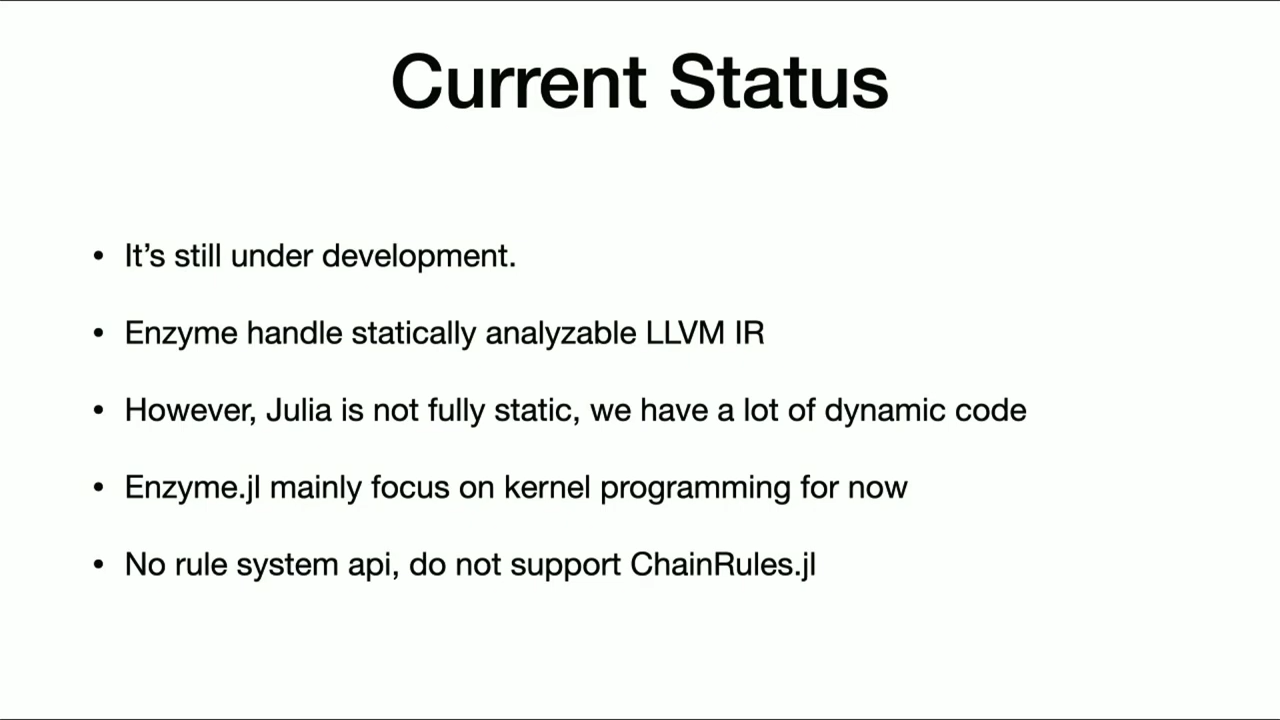 Current Status
• It’s still under development.
• Enzyme handle statically analyzable LLVM IR
• However, Julia is not fully static, we have a lot of dynamic code
• Enzyme.jl mainly focus on kernel programming for now
• No rule system api, do not support ChainRules.jl